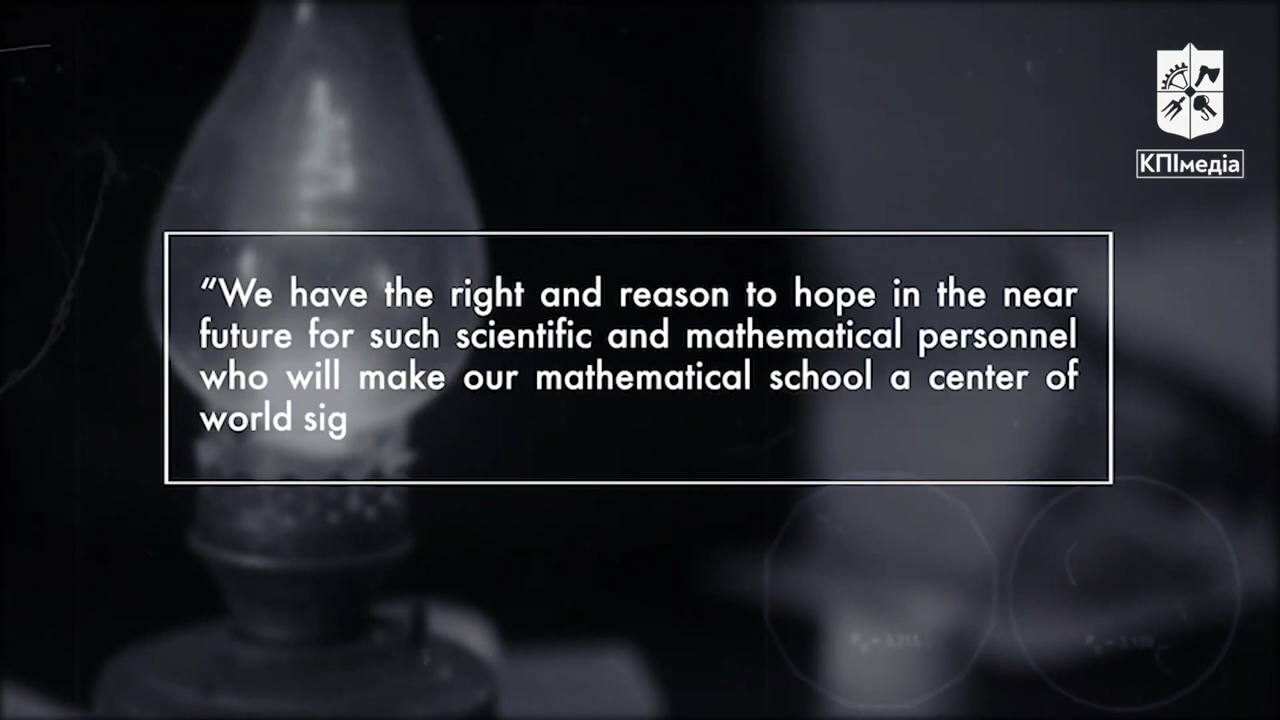 КПІмедіа
“We have the right and reason to hope in the near
future for such scientific and mathematical personnel
who will make our mathematical school a center of
world sig